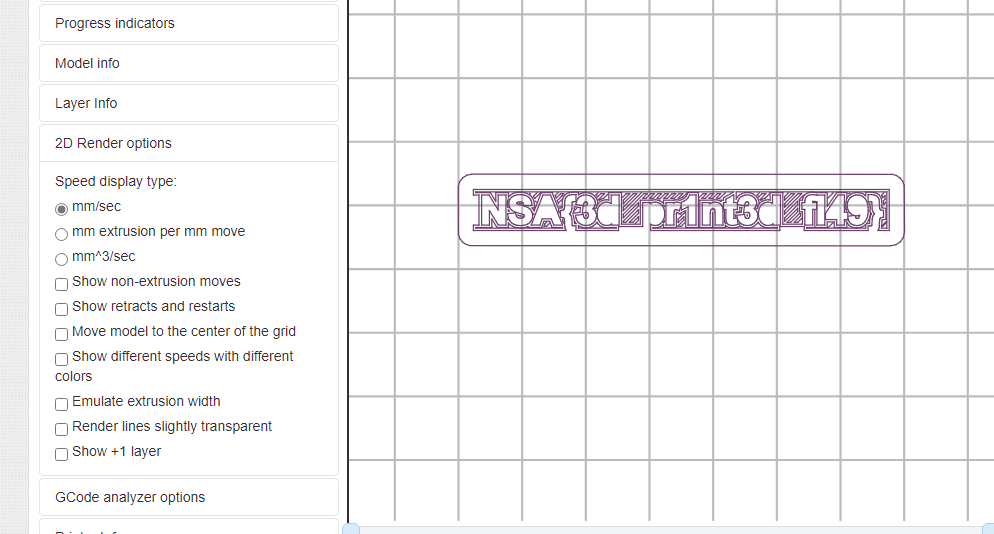 Progress indicators
Model info
Layer Info
2D Render options
Speed display type:
mm/sec
mm extrusion per mm move
mm^3/sec
Show non-extrusion moves
Show retracts and restarts
Move model to the center of the grid
Show different speeds with different
colors
Emulate extrusion width
Render lines slightly transparent
Show +1 layer
GCode analyzer options
NSA{3d_pr1nt3d_fl49}